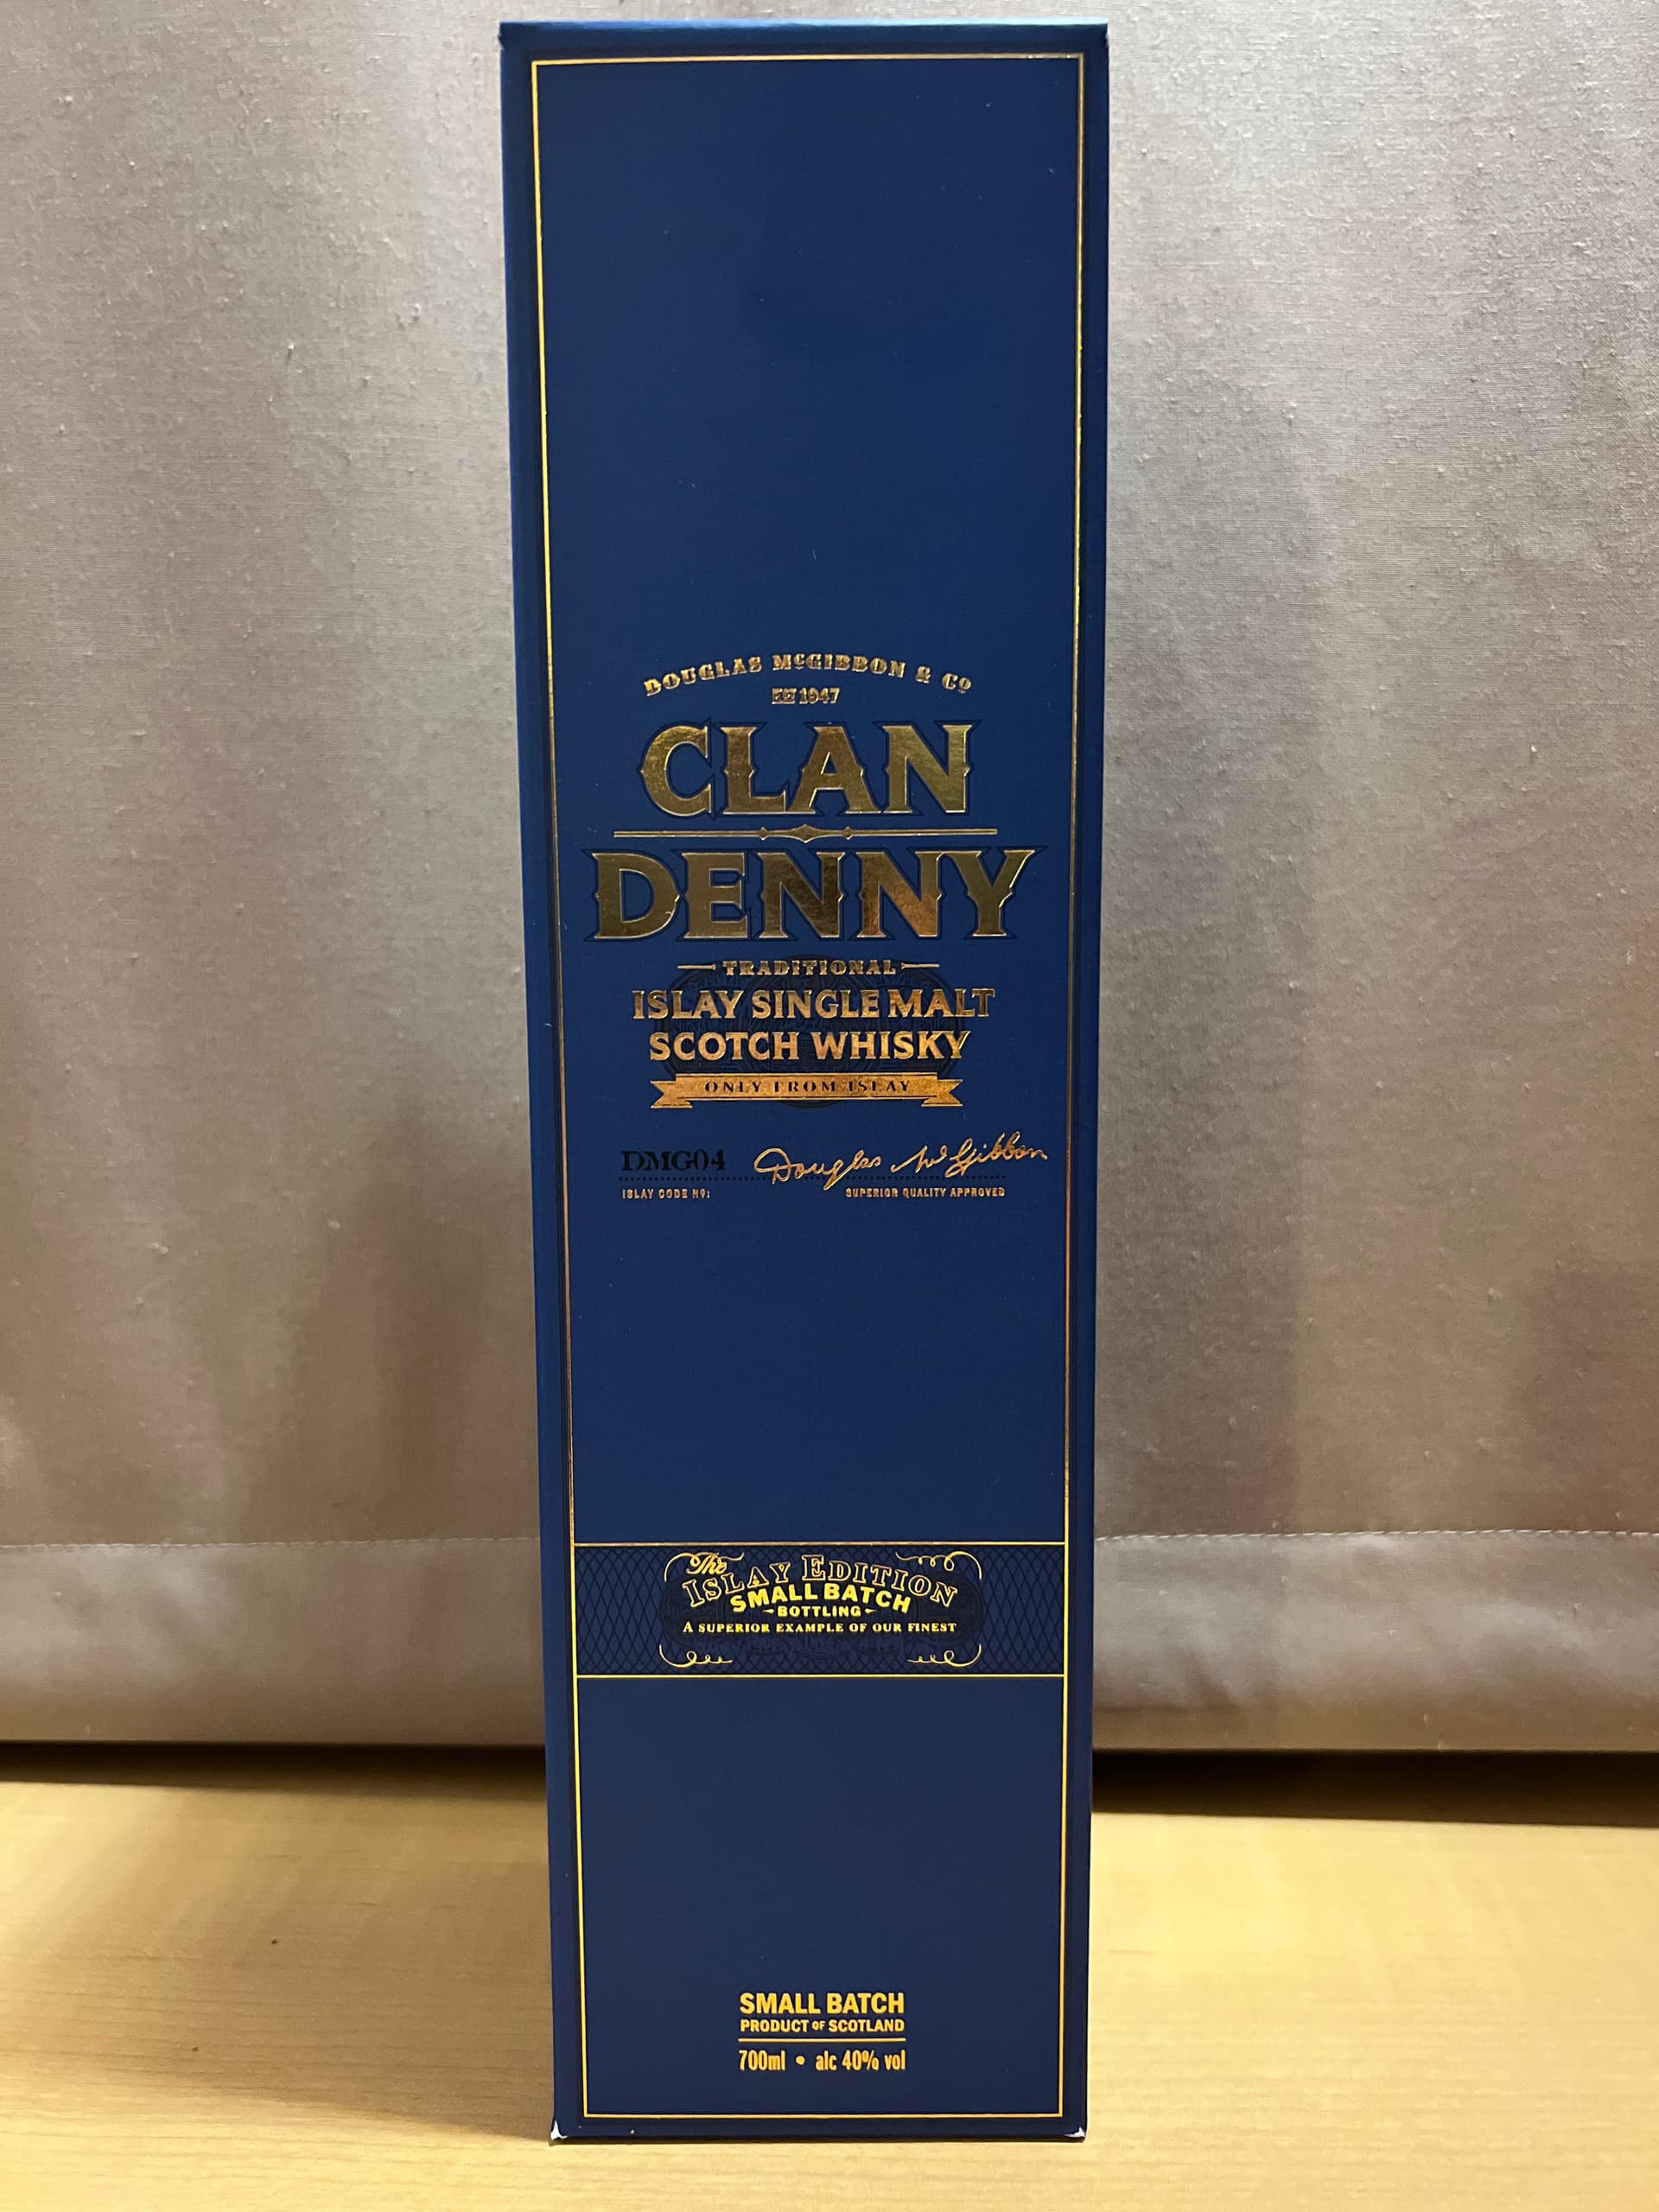 DOUGLAS McGIBBON & Co
EST 1947
CLAN
DENNY
TRADITIONAL
ISLAY SINGLE MALT
SCOTCH WHISKY
ONLY FROM ISLAY
DMG04 Douglas McGibbon
ISLAY CODE No: SUPERIOR QUALITY APPROVED
The
ISLAY EDITION
SMALL BATCH
BOTTLING
A SUPERIOR EXAMPLE OF OUR FINEST
SMALL BATCH
PRODUCT OF SCOTLAND
700ml • alc 40% vol